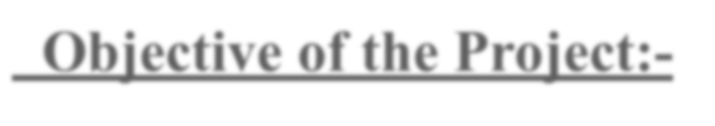 Objective of the Project:-